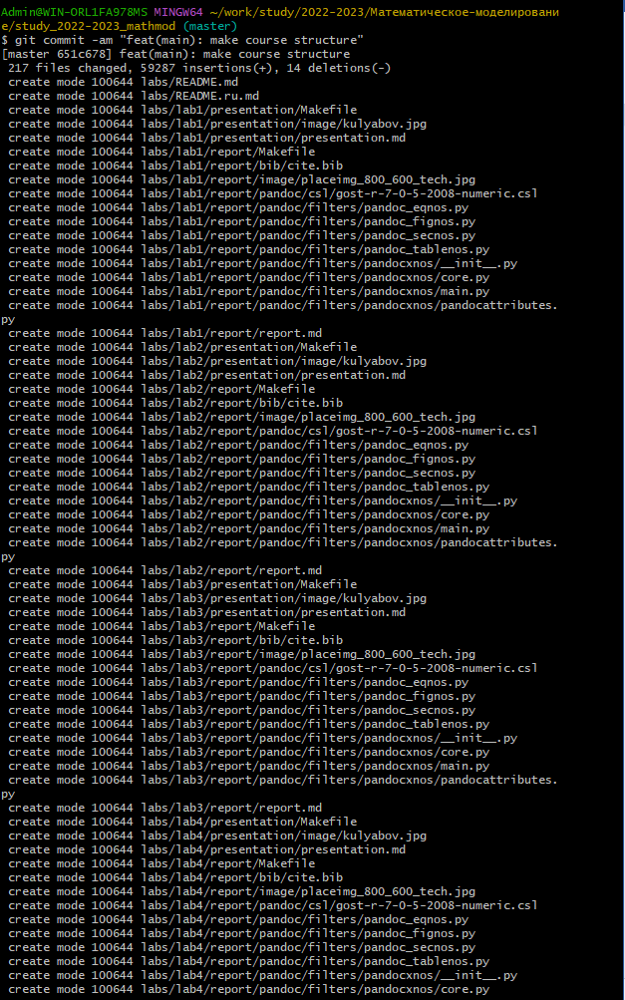 Admin@WIN-ORL1FA978MS MINGW64 ~/work/study/2022-2023/Математическое-моделировани
е/study_2022-2023_mathmod (master)
$ git commit -am "feat(main): make course structure"
[master 651c678] feat(main): make course structure
 217 files changed, 59287 insertions(+), 14 deletions(-)
 create mode 100644 labs/README.md
 create mode 100644 labs/README.ru.md
 create mode 100644 labs/lab1/presentation/Makefile
 create mode 100644 labs/lab1/presentation/image/kulyabov.jpg
 create mode 100644 labs/lab1/presentation/presentation.md
 create mode 100644 labs/lab1/report/Makefile
 create mode 100644 labs/lab1/report/bib/cite.bib
 create mode 100644 labs/lab1/report/image/placeimg_800_600_tech.jpg
 create mode 100644 labs/lab1/report/pandoc/csl/gost-r-7-0-5-2008-numeric.csl
 create mode 100644 labs/lab1/report/pandoc/filters/pandoc_eqnos.py
 create mode 100644 labs/lab1/report/pandoc/filters/pandoc_fignos.py
 create mode 100644 labs/lab1/report/pandoc/filters/pandoc_secnos.py
 create mode 100644 labs/lab1/report/pandoc/filters/pandoc_tablenos.py
 create mode 100644 labs/lab1/report/pandoc/filters/pandocxnos/__init__.py
 create mode 100644 labs/lab1/report/pandoc/filters/pandocxnos/core.py
 create mode 100644 labs/lab1/report/pandoc/filters/pandocxnos/main.py
 create mode 100644 labs/lab1/report/pandoc/filters/pandocxnos/pandocattributes.
py
 create mode 100644 labs/lab1/report/report.md
 create mode 100644 labs/lab2/presentation/Makefile
 create mode 100644 labs/lab2/presentation/image/kulyabov.jpg
 create mode 100644 labs/lab2/presentation/presentation.md
 create mode 100644 labs/lab2/report/Makefile
 create mode 100644 labs/lab2/report/bib/cite.bib
 create mode 100644 labs/lab2/report/image/placeimg_800_600_tech.jpg
 create mode 100644 labs/lab2/report/pandoc/csl/gost-r-7-0-5-2008-numeric.csl
 create mode 100644 labs/lab2/report/pandoc/filters/pandoc_eqnos.py
 create mode 100644 labs/lab2/report/pandoc/filters/pandoc_fignos.py
 create mode 100644 labs/lab2/report/pandoc/filters/pandoc_secnos.py
 create mode 100644 labs/lab2/report/pandoc/filters/pandoc_tablenos.py
 create mode 100644 labs/lab2/report/pandoc/filters/pandocxnos/__init__.py
 create mode 100644 labs/lab2/report/pandoc/filters/pandocxnos/core.py
 create mode 100644 labs/lab2/report/pandoc/filters/pandocxnos/main.py
 create mode 100644 labs/lab2/report/pandoc/filters/pandocxnos/pandocattributes.
py
 create mode 100644 labs/lab2/report/report.md
 create mode 100644 labs/lab3/presentation/Makefile
 create mode 100644 labs/lab3/presentation/image/kulyabov.jpg
 create mode 100644 labs/lab3/presentation/presentation.md
 create mode 100644 labs/lab3/report/Makefile
 create mode 100644 labs/lab3/report/bib/cite.bib
 create mode 100644 labs/lab3/report/image/placeimg_800_600_tech.jpg
 create mode 100644 labs/lab3/report/pandoc/csl/gost-r-7-0-5-2008-numeric.csl
 create mode 100644 labs/lab3/report/pandoc/filters/pandoc_eqnos.py
 create mode 100644 labs/lab3/report/pandoc/filters/pandoc_fignos.py
 create mode 100644 labs/lab3/report/pandoc/filters/pandoc_secnos.py
 create mode 100644 labs/lab3/report/pandoc/filters/pandoc_tablenos.py
 create mode 100644 labs/lab3/report/pandoc/filters/pandocxnos/__init__.py
 create mode 100644 labs/lab3/report/pandoc/filters/pandocxnos/core.py
 create mode 100644 labs/lab3/report/pandoc/filters/pandocxnos/main.py
 create mode 100644 labs/lab3/report/pandoc/filters/pandocxnos/pandocattributes.
py
 create mode 100644 labs/lab3/report/report.md
 create mode 100644 labs/lab4/presentation/Makefile
 create mode 100644 labs/lab4/presentation/image/kulyabov.jpg
 create mode 100644 labs/lab4/presentation/presentation.md
 create mode 100644 labs/lab4/report/Makefile
 create mode 100644 labs/lab4/report/bib/cite.bib
 create mode 100644 labs/lab4/report/image/placeimg_800_600_tech.jpg
 create mode 100644 labs/lab4/report/pandoc/csl/gost-r-7-0-5-2008-numeric.csl
 create mode 100644 labs/lab4/report/pandoc/filters/pandoc_eqnos.py
 create mode 100644 labs/lab4/report/pandoc/filters/pandoc_fignos.py
 create mode 100644 labs/lab4/report/pandoc/filters/pandoc_secnos.py
 create mode 100644 labs/lab4/report/pandoc/filters/pandoc_tablenos.py
 create mode 100644 labs/lab4/report/pandoc/filters/pandocxnos/__init__.py
 create mode 100644 labs/lab4/report/pandoc/filters/pandocxnos/core.py